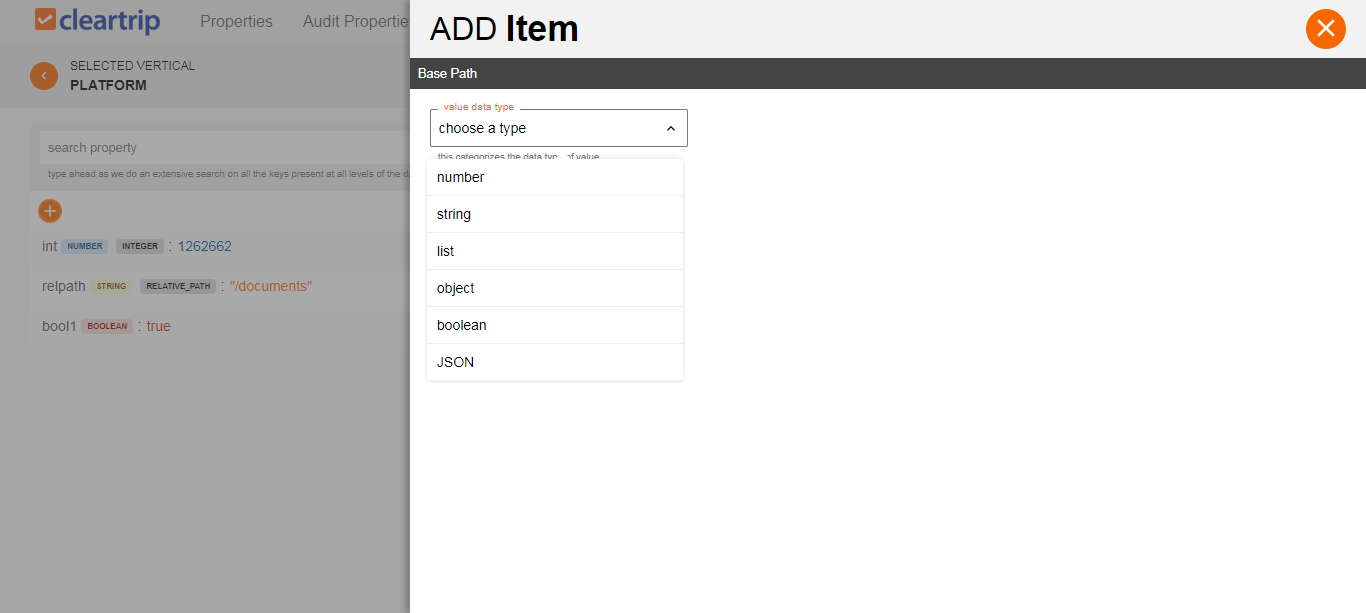 cleartrip
Properties
Audit Propertie
SELECTED VERTICAL
PLATFORM
search property
type ahead as we do an extensive search on all the keys present at all levels of the
int NUMBER INTEGER : 1262662
relpath STRING RELATIVE_PATH : "/documents"
bool1 BOOLEAN : true
ADD Item
Base Path
value data type
choose a type
this categorizes the data type of value
number
string
list
object
boolean
JSON